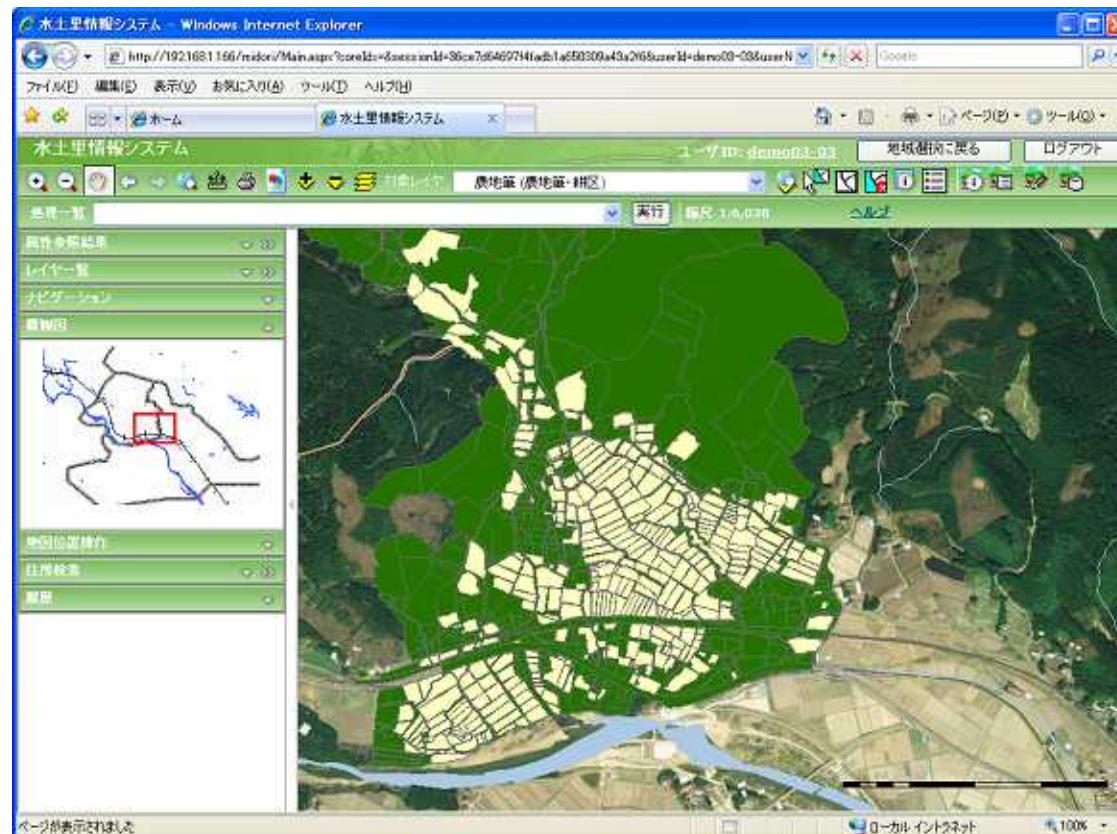 水土里情報システム - Windows Internet Explorer
ファイル(F) 編集(E) 表示(V) お気に入り(A) ツール(T) ヘルプ(H)
ホーム
水土里情報システム
ページ(P)
ツール(O)
水土里情報システム
ユーザID: demo03-03
地域選択に戻る
ログアウト
対象レイヤ
農地筆 (農地筆・耕区)
処理一覧
実行
縮尺 1:6,038
ヘルプ
属性参照結果
レイヤ一覧
ナビゲーション
概観図
地図位置操作
住所検索
履歴
ページが表示されました
ローカル イントラネット
100%